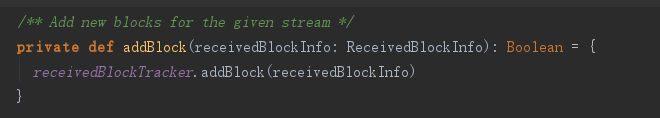 /** Add new blocks for the given stream */
private def addBlock(receivedBlockInfo: ReceivedBlockInfo): Boolean = {
receivedBlockTracker.addBlock(receivedBlockInfo)
}